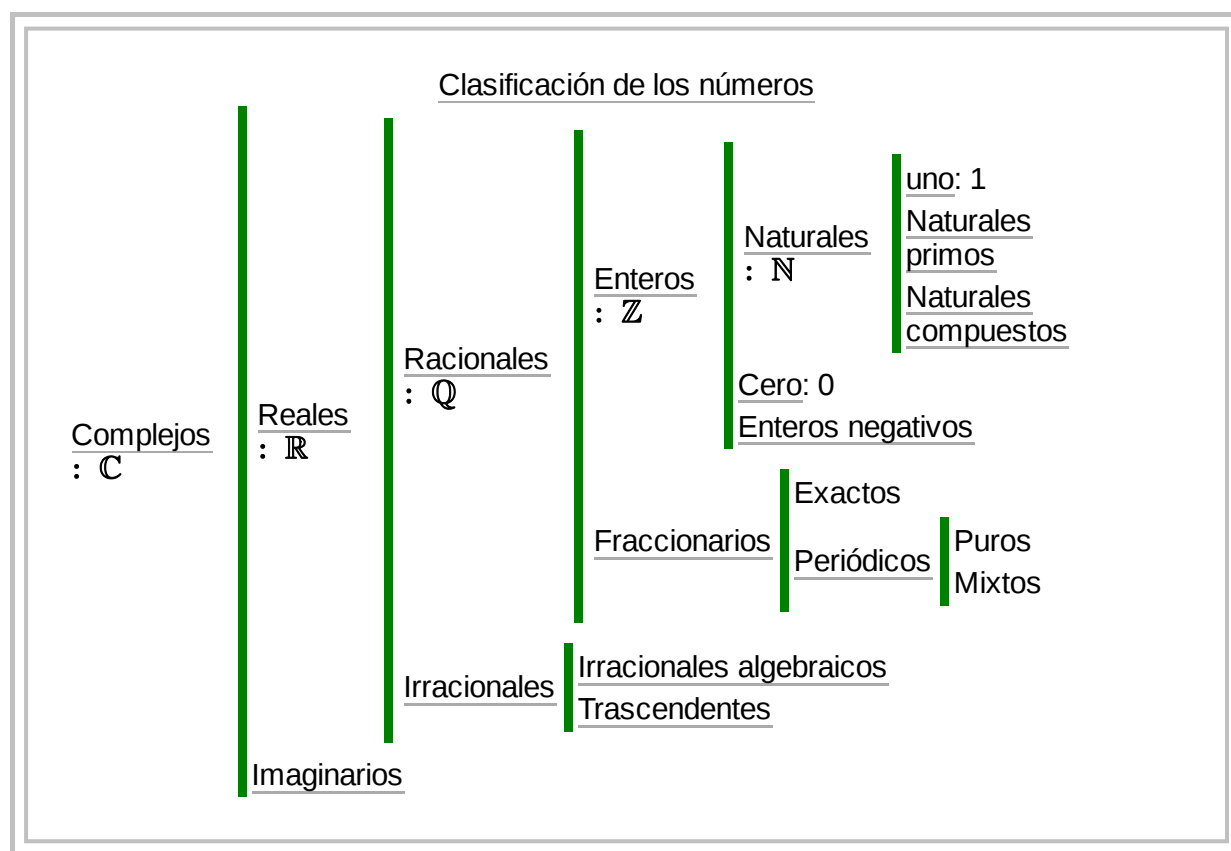 Clasificación de los números
Complejos
: ℂ
Reales
: ℝ
Racionales
: ℚ
Enteros
: ℤ
Naturales
: ℕ
uno: 1
Naturales
primos
Naturales
compuestos
Cero: 0
Enteros negativos
Fraccionarios
Exactos
Periódicos
Puros
Mixtos
Irracionales
Irracionales algebraicos
Trascendentes
Imaginarios